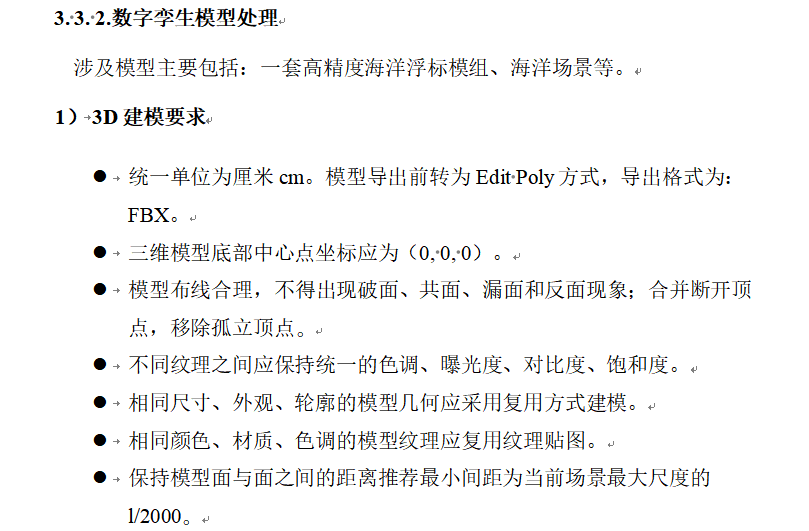 3.3.2.数字孪生模型处理
涉及模型主要包括：一套高精度海洋浮标模组、海洋场景等。
1） 3D 建模要求
● 统一单位为厘米 cm。模型导出前转为 Edit Poly 方式，导出格式为：
FBX。
● 三维模型底部中心点坐标应为（0, 0, 0）。
● 模型布线合理，不得出现破面、共面、漏面和反面现象；合并断开顶
点，移除孤立顶点。
● 不同纹理之间应保持统一的色调、曝光度、对比度、饱和度。
● 相同尺寸、外观、轮廓的模型几何应采用复用方式建模。
● 相同颜色、材质、色调的模型纹理应复用纹理贴图。
● 保持模型面与面之间的距离推荐最小间距为当前场景最大尺度的
l/2000。